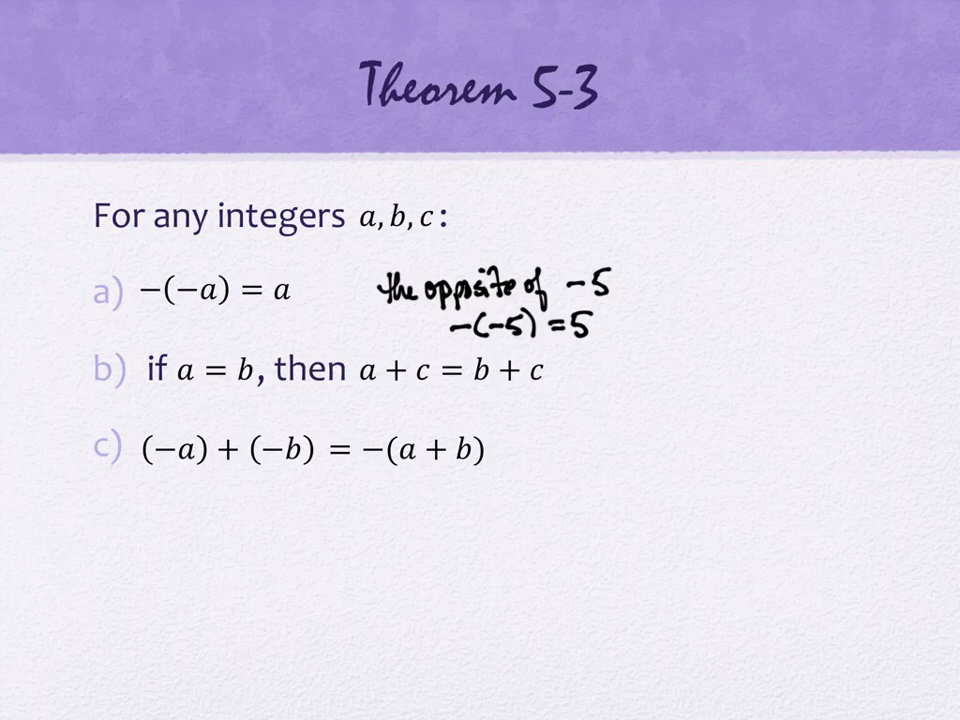 Theorem 5-3
For any integers a, b, c:
a) −(−a) = a
the opposite of −5
−(−5) = 5
b) if a = b, then a + c = b + c
c) (−a) + (−b) = −(a + b)